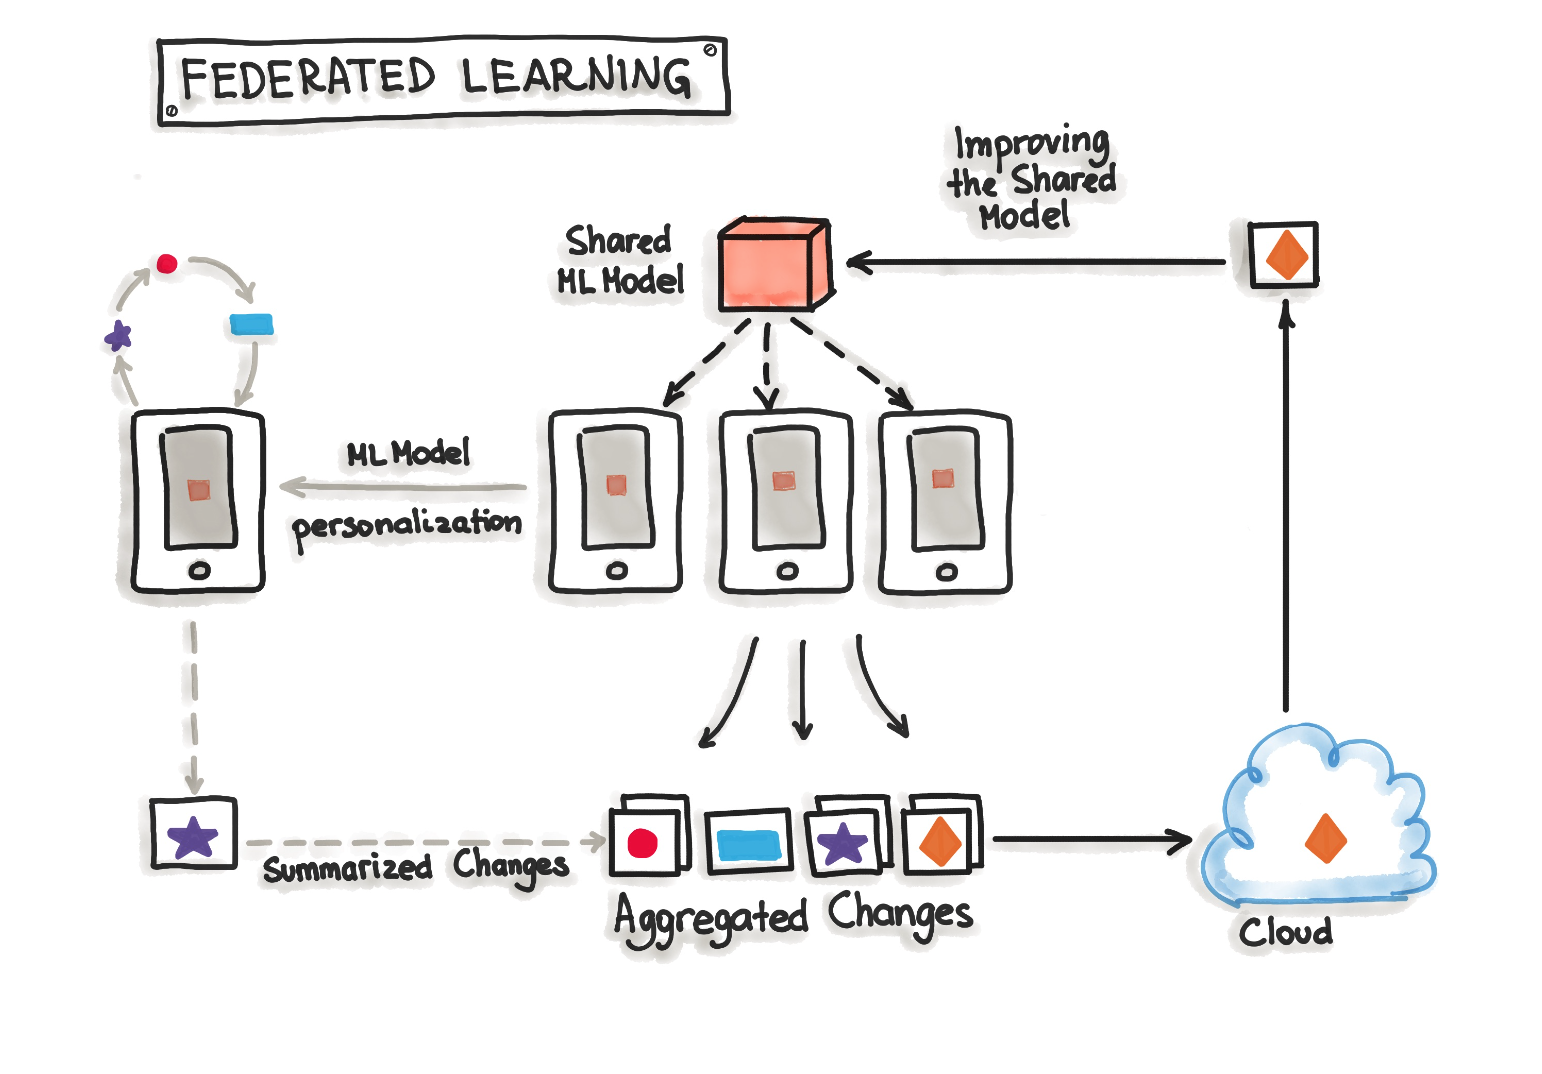 FEDERATED LEARNING
Improving
the Shared
Model
Shared
ML Model
ML Model
personalization
Summarized Changes
Aggregated Changes
Cloud